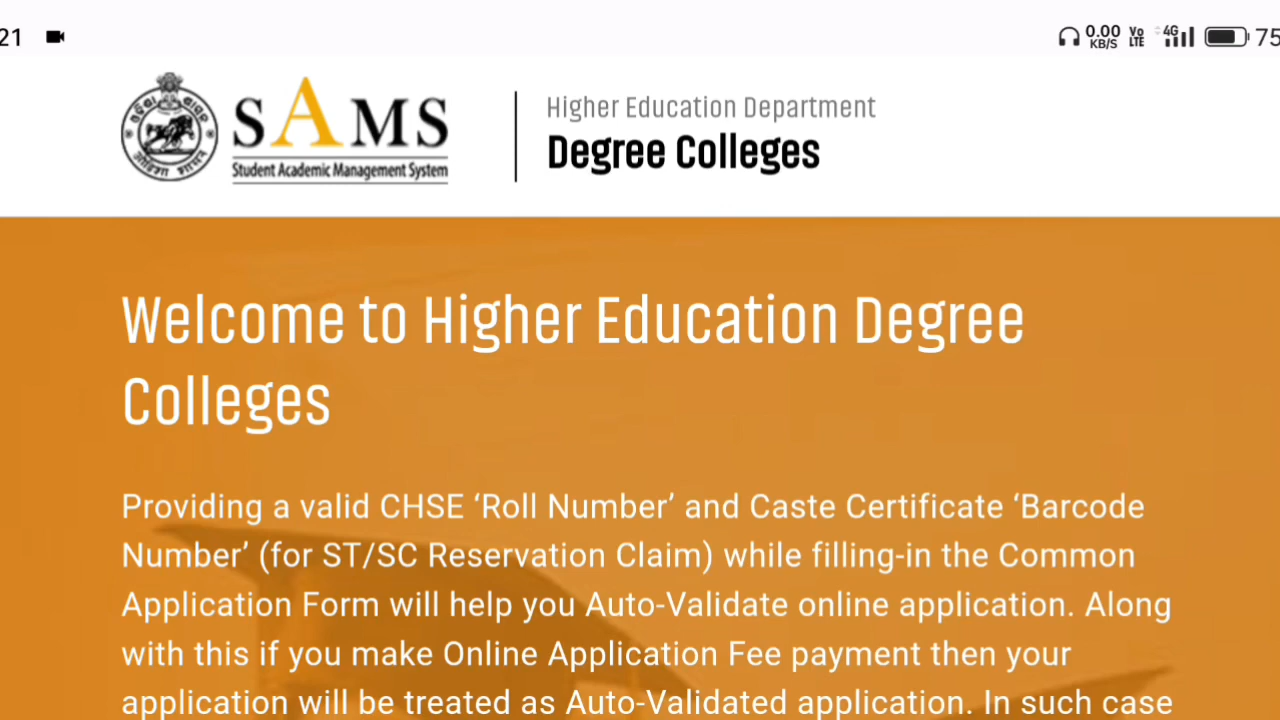 21
0.00 KB/S Vo LTE 4G 75
SAMS
Student Academic Management System
Higher Education Department
Degree Colleges
Welcome to Higher Education Degree
Colleges
Providing a valid CHSE ‘Roll Number’ and Caste Certificate ‘Barcode
Number’ (for ST/SC Reservation Claim) while filling-in the Common
Application Form will help you Auto-Validate online application. Along
with this if you make Online Application Fee payment then your
application will be treated as Auto-Validated application. In such case